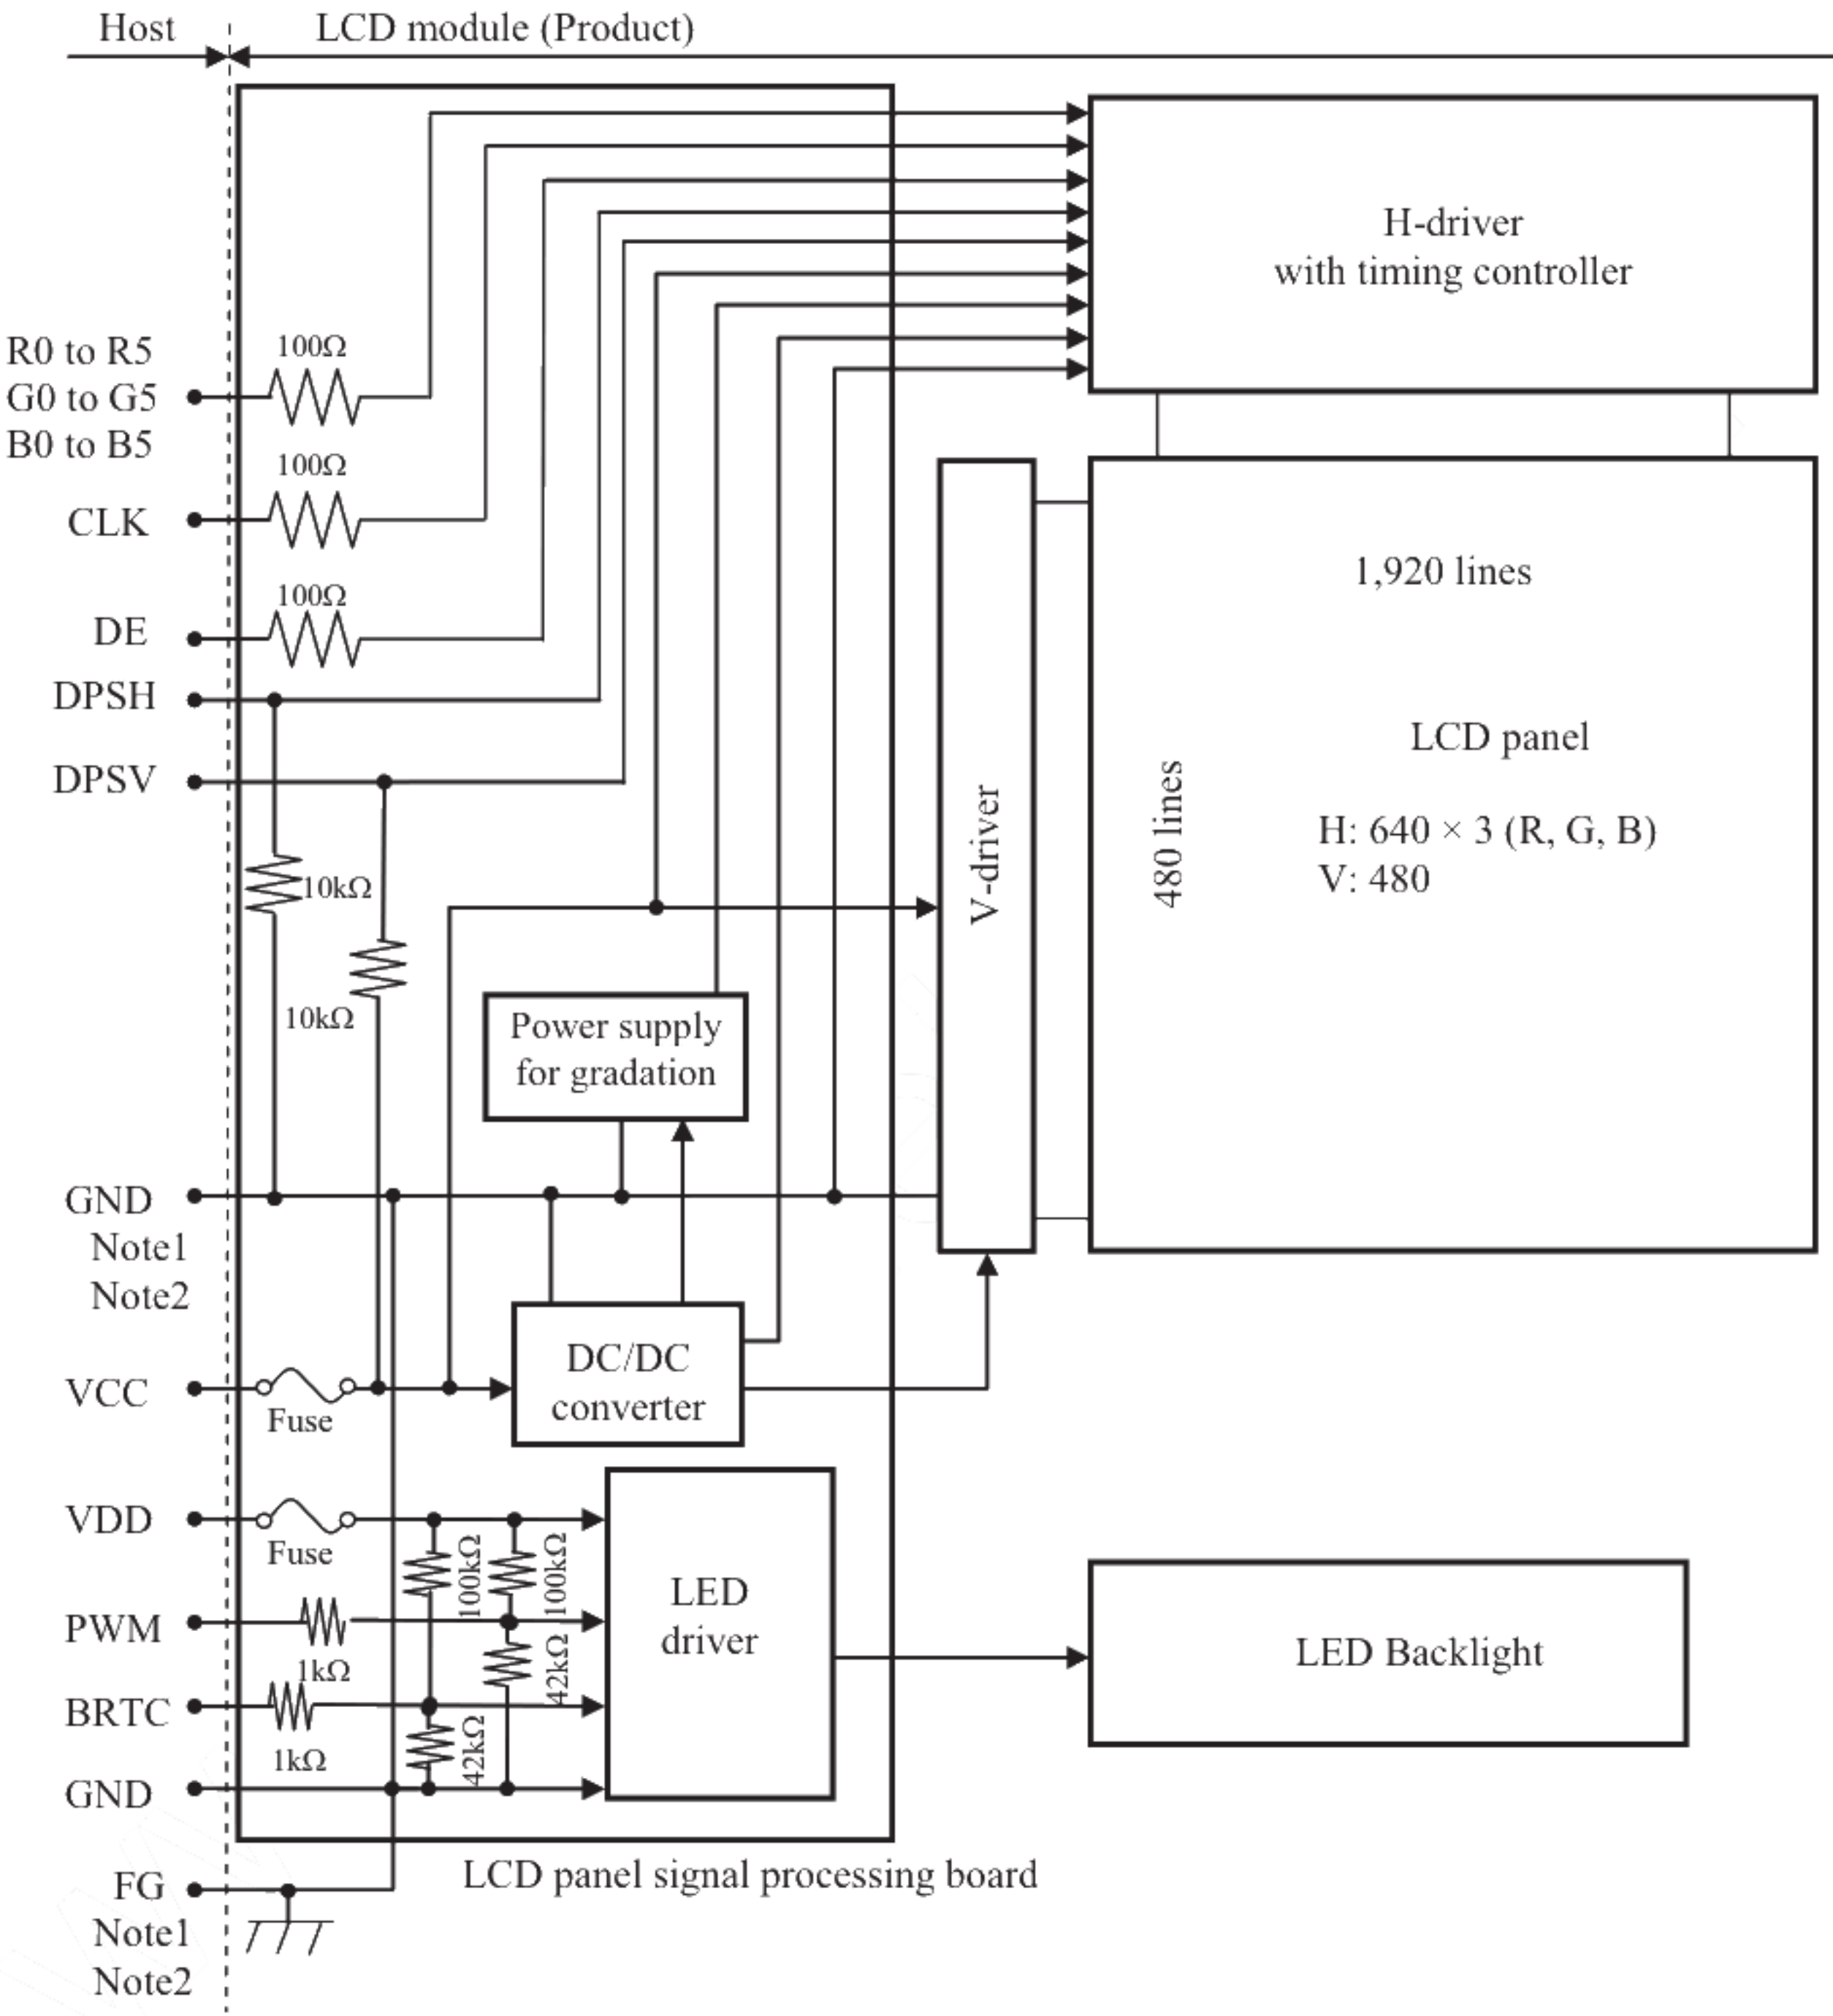 Host
LCD module (Product)
H-driver
with timing controller
R0 to R5
G0 to G5
B0 to B5
100Ω
CLK
100Ω
DE
100Ω
DPSH
DPSV
10kΩ
10kΩ
V-driver
1,920 lines
480 lines
LCD panel
H: 640 × 3 (R, G, B)
V: 480
Power supply
for gradation
GND
Note1
Note2
DC/DC
converter
VCC
Fuse
VDD
Fuse
100kΩ
100kΩ
LED
driver
PWM
1kΩ
42kΩ
LED Backlight
BRTC
1kΩ
42kΩ
GND
LCD panel signal processing board
FG
Note1
Note2